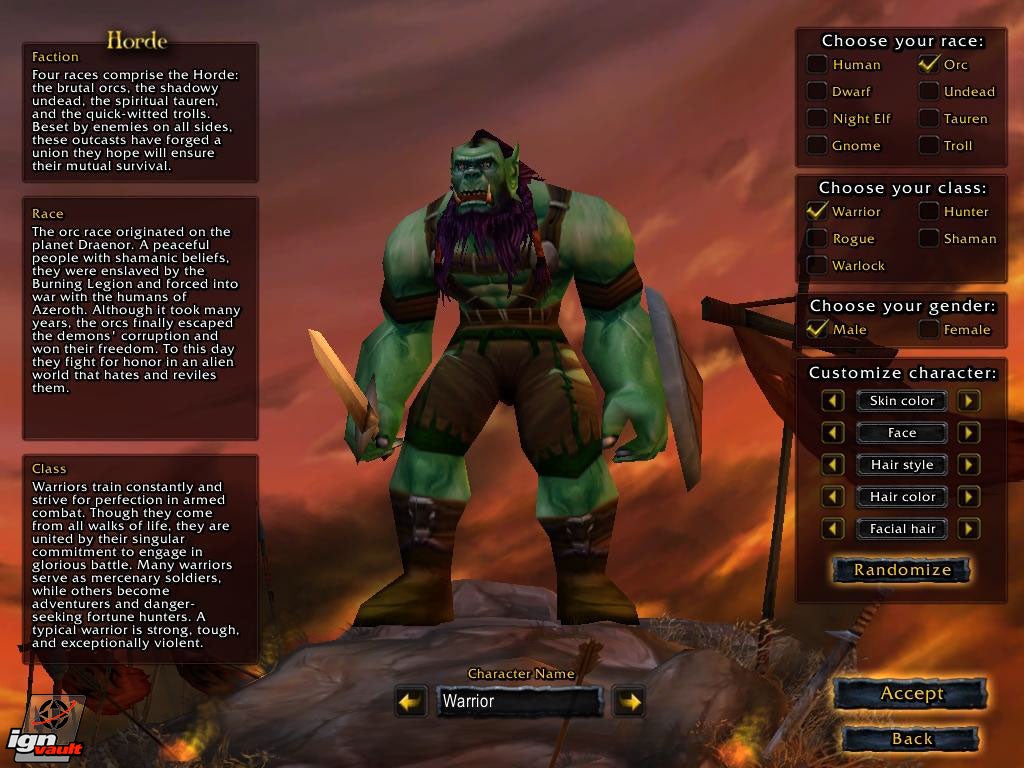 Horde
Faction
Four races comprise the Horde:
the brutal orcs, the shadowy
undead, the spiritual tauren,
and the quick-witted trolls.
Beset by enemies on all sides,
these outcasts have forged a
union they hope will ensure
their mutual survival.
Race
The orc race originated on the
planet Draenor. A peaceful
people with shamanic beliefs,
they were enslaved by the
Burning Legion and forced into
war with the humans of
Azeroth. Although it took many
years, the orcs finally escaped
the demons' corruption and
won their freedom. To this day
they fight for honor in an alien
world that hates and reviles
them.
Class
Warriors train constantly and
strive for perfection in armed
combat. Though they come
from all walks of life, they are
united by their singular
commitment to engage in
glorious battle. Many warriors
serve as mercenary soldiers,
while others become
adventurers and danger-
seeking fortune hunters. A
typical warrior is strong, tough,
and exceptionally violent.
ign
vault
Character Name
Warrior
Choose your race:
Human Orc
Dwarf Undead
Night Elf Tauren
Gnome Troll
Choose your class:
Warrior Hunter
Rogue Shaman
Warlock
Choose your gender:
Male Female
Customize character:
Skin color
Face
Hair style
Hair color
Facial hair
Randomize
Accept
Back